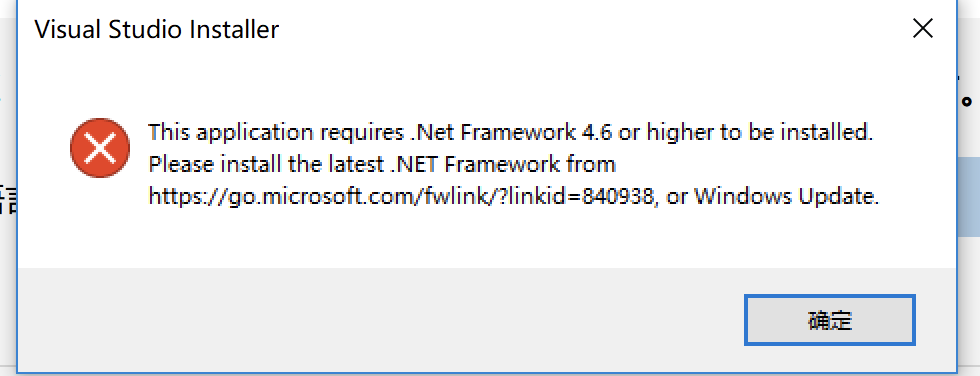 Visual Studio Installer
This application requires .Net Framework 4.6 or higher to be installed.
Please install the latest .NET Framework from
https://go.microsoft.com/fwlink/?linkid=840938, or Windows Update.
确定